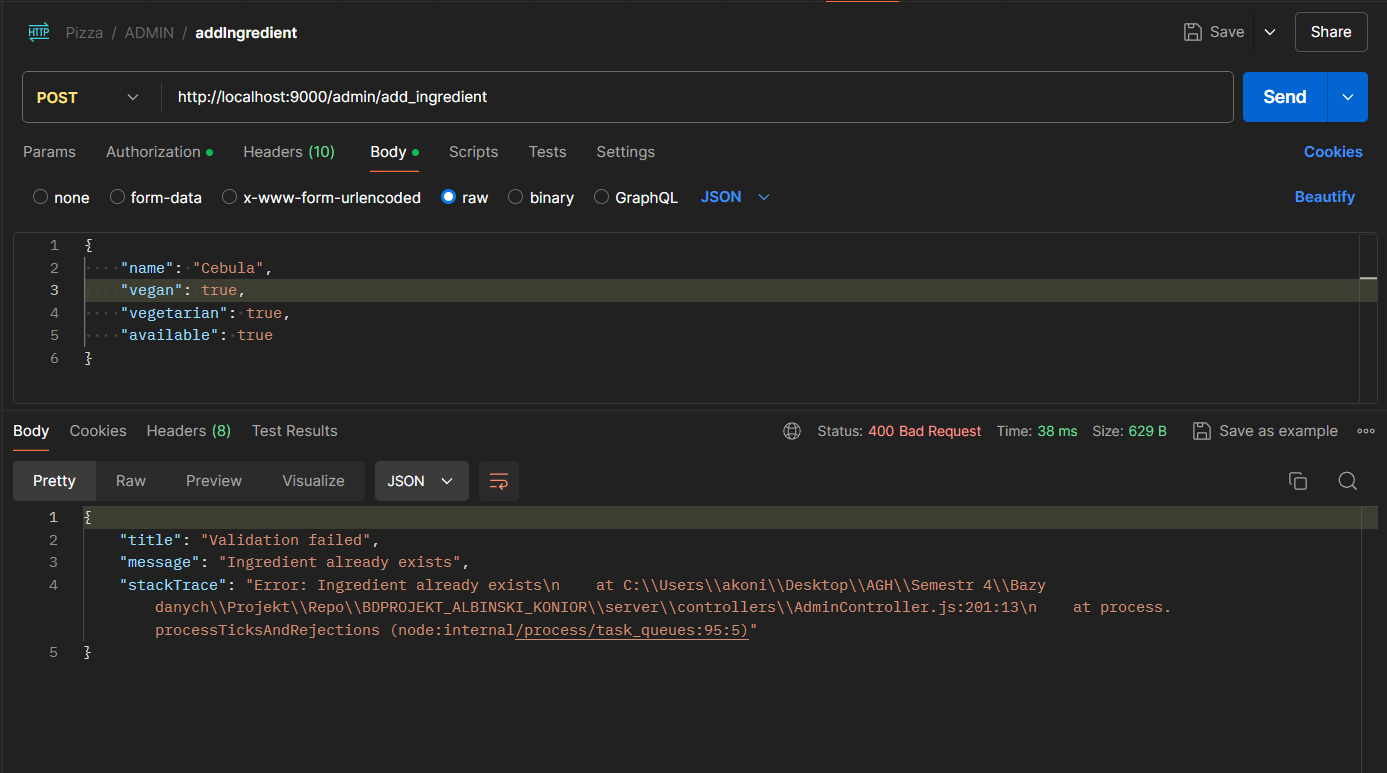 HTTP Pizza / ADMIN / addIngredient Save Share
POST http://localhost:9000/admin/add_ingredient Send
Params Authorization Headers (10) Body Scripts Tests Settings Cookies
none form-data x-www-form-urlencoded raw binary GraphQL JSON Beautify
1 {
2 "name": "Cebula",
3 "vegan": true,
4 "vegetarian": true,
5 "available": true
6 }
Body Cookies Headers (8) Test Results Status: 400 Bad Request Time: 38 ms Size: 629 B Save as example
Pretty Raw Preview Visualize JSON
1 {
2 "title": "Validation failed",
3 "message": "Ingredient already exists",
4 "stackTrace": "Error: Ingredient already exists\n    at C:\\Users\\akoni\\Desktop\\AGH\\Semestr 4\\Bazy
danych\\Projekt\\Repo\\BDPROJEKT_ALBINSKI_KONIOR\\server\\controllers\\AdminController.js:201:13\n    at process.
processTicksAndRejections (node:internal/process/task_queues:95:5)"
5 }